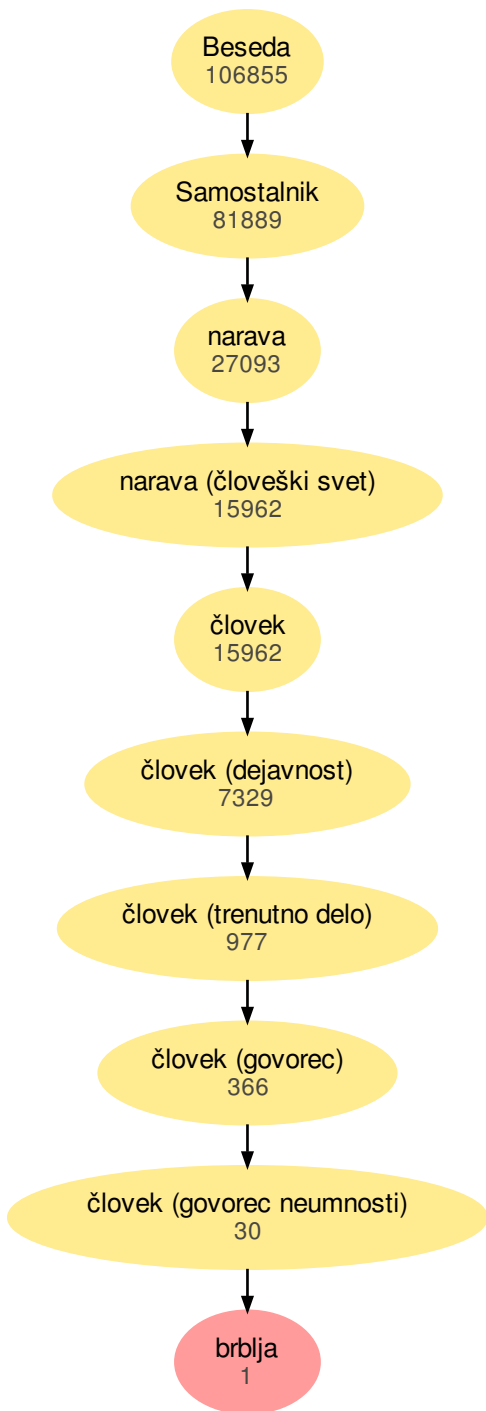 Beseda
106855
Samostalnik
81889
narava
27093
narava (človeški svet)
15962
človek
15962
človek (dejavnost)
7329
človek (trenutno delo)
977
človek (govorec)
366
človek (govorec neumnosti)
30
brblja
1